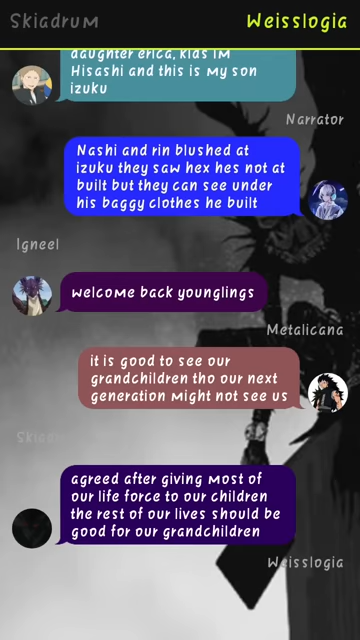 Skiadrum
Weisslogia
daughter erica, kids IM
Hisashi and this is my son
izuku
Narrator
Nashi and rin blushed at
izuku they saw hex hes not at
built but they can see under
his baggy clothes he built
Igneel
welcome back younglings
Metalicana
it is good to see our
grandchildren tho our next
generation might not see us
Skiadrum
agreed after giving most of
our life force to our children
the rest of our lives should be
good for our grandchildren
Weisslogia